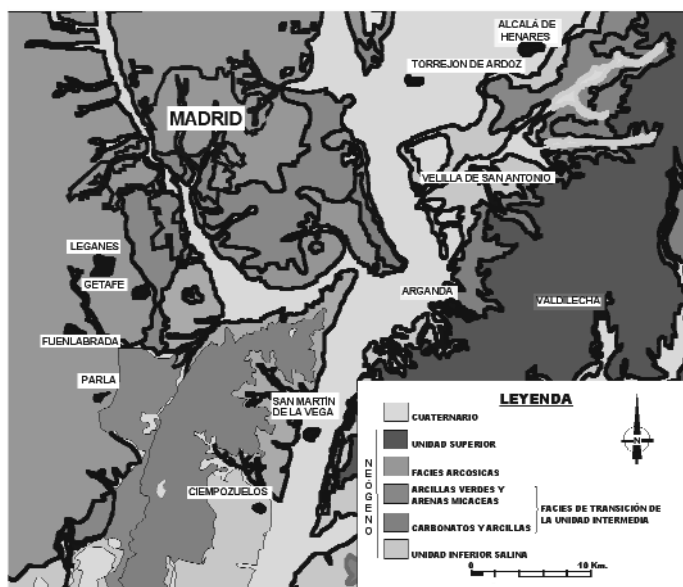 ALCALÁ DE
HENARES
TORREJON DE ARDOZ
MADRID
VELILLA DE SAN ANTONIO
LEGANES
GETAFE
ARGANDA
VALDILECHA
FUENLABRADA
PARLA
SAN MARTÍN
DE LA VEGA
CIEMPOZUELOS
LEYENDA
CUATERNARIO
NEÓGENO
UNIDAD SUPERIOR
FACIES ARCOSICAS
ARCILLAS VERDES Y
ARENAS MICACEAS
CARBONATOS Y ARCILLAS
FACIES DE TRANSICIÓN DE
LA UNIDAD INTERMEDIA
UNIDAD INFERIOR SALINA
N
0 10 Km.